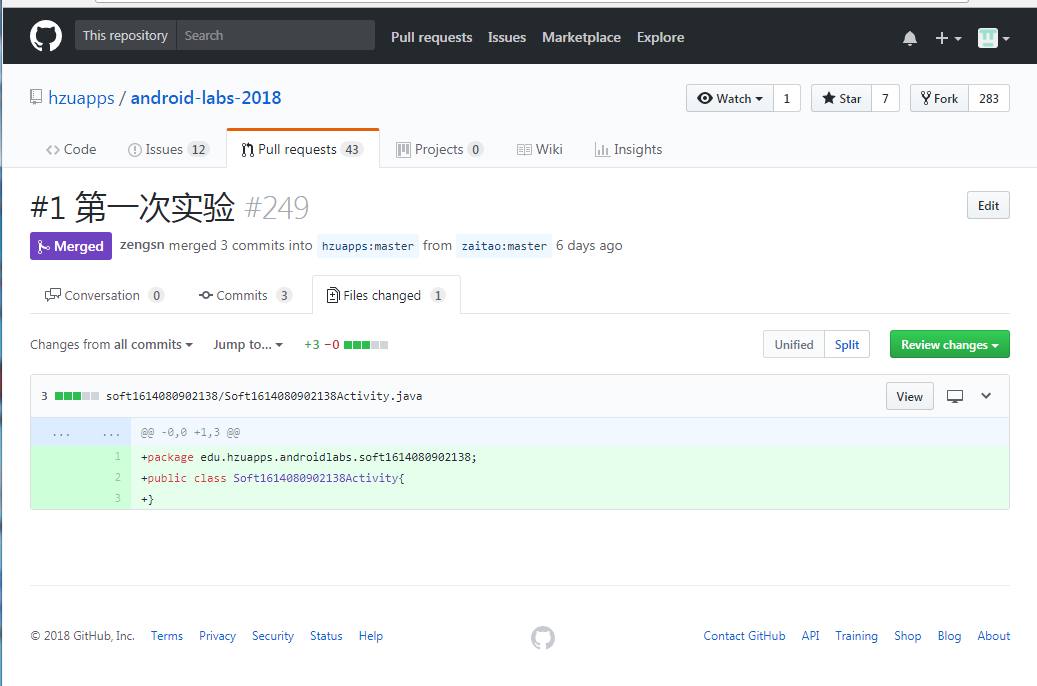 This repository Search Pull requests Issues Marketplace Explore
hzuapps / android-labs-2018 Watch 1 Star 7 Fork 283
Code Issues 12 Pull requests 43 Projects 0 Wiki Insights
#1 第一次实验 #249 Edit
Merged zengsn merged 3 commits into hzuapps:master from zaitao:master 6 days ago
Conversation 0 Commits 3 Files changed 1
Changes from all commits Jump to... +3 −0 Unified Split Review changes
3 soft1614080902138/Soft1614080902138Activity.java View
... ... @@ -0,0 +1,3 @@
1 +package edu.hzuapps.androidlabs.soft1614080902138;
2 +public class Soft1614080902138Activity{
3 +}
© 2018 GitHub, Inc. Terms Privacy Security Status Help Contact GitHub API Training Shop Blog About